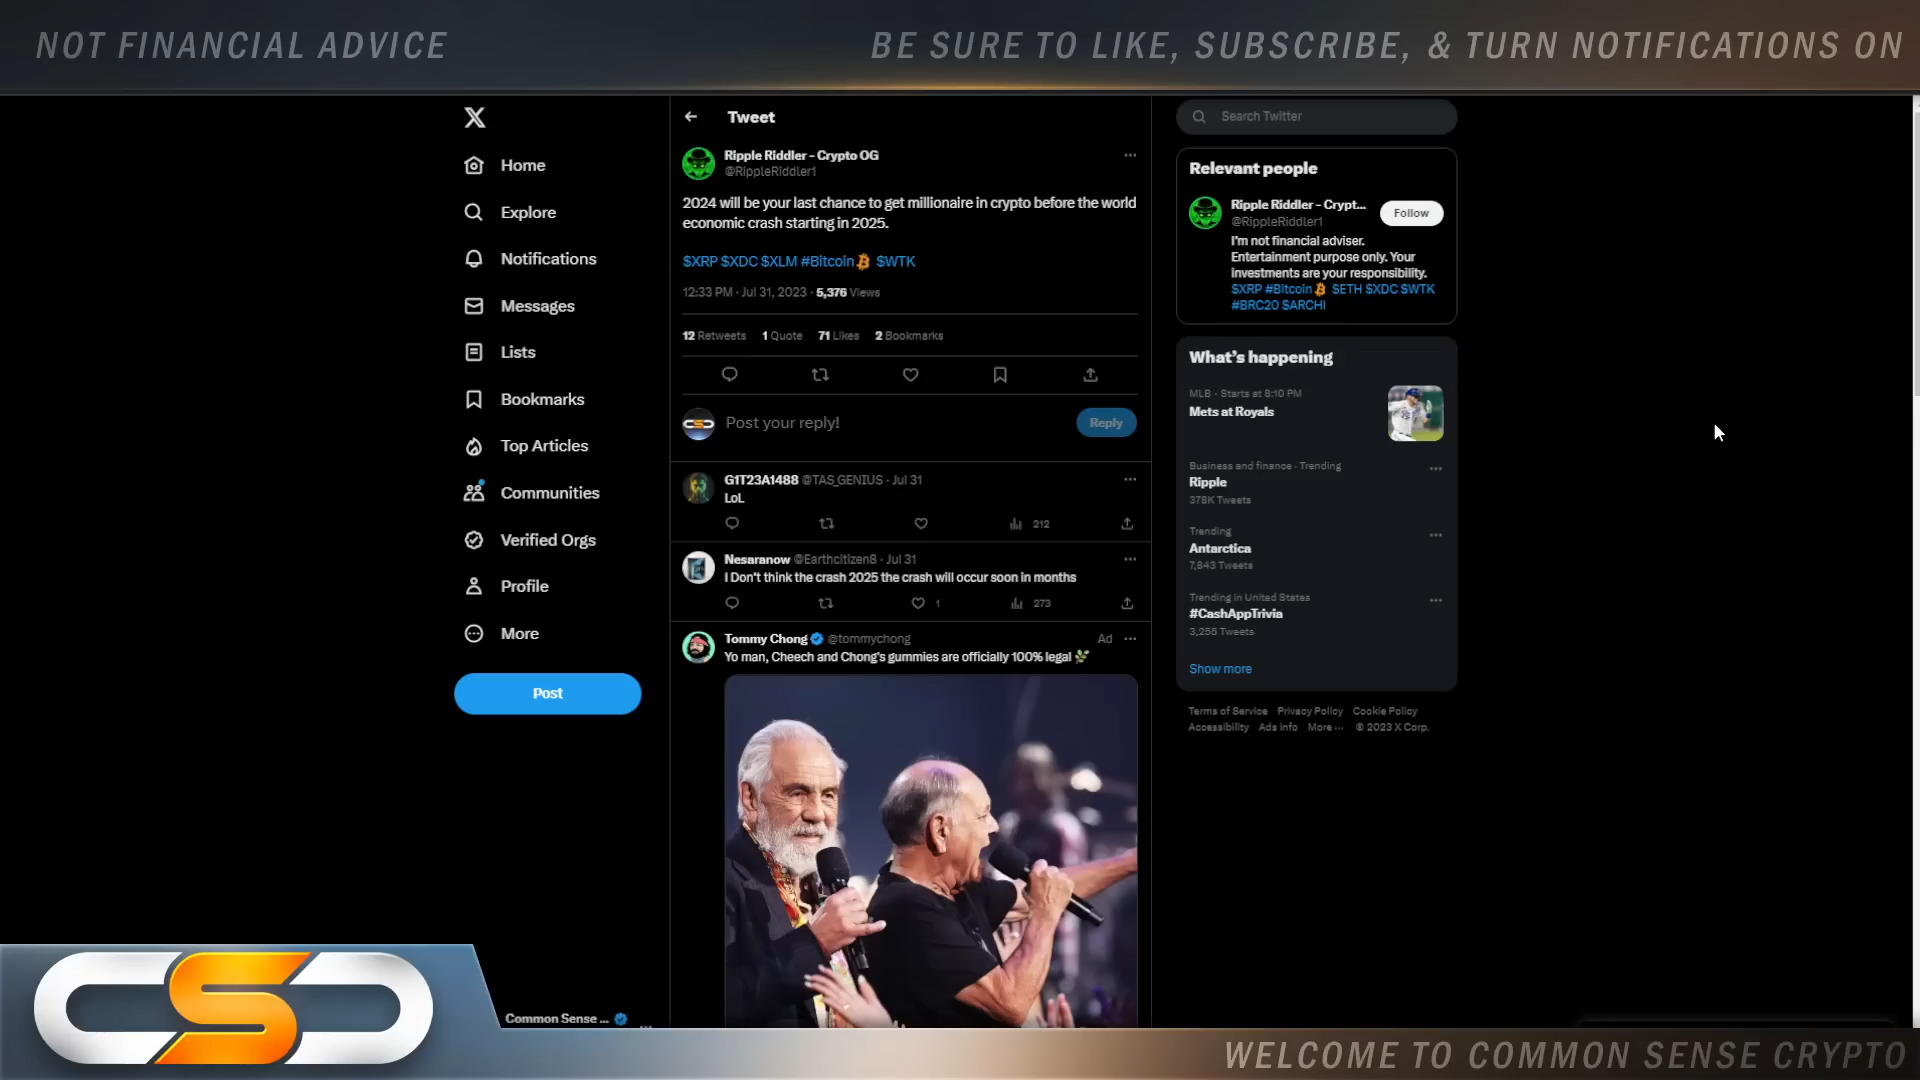 NOT FINANCIAL ADVICE
BE SURE TO LIKE, SUBSCRIBE, & TURN NOTIFICATIONS ON
Home
Explore
Notifications
Messages
Lists
Bookmarks
Top Articles
Communities
Verified Orgs
Profile
More
Post
Common Sense ...
Tweet
Ripple Riddler - Crypto OG
@RippleRiddler1
2024 will be your last chance to get millionaire in crypto before the world
economic crash starting in 2025.
$XRP $XDC $XLM #Bitcoin $WTK
12:33 PM · Jul 31, 2023 · 5,376 Views
12 Retweets 1 Quote 71 Likes 2 Bookmarks
Post your reply!
Reply
G1T23A1488 @TAS_GENIUS · Jul 31
LoL
212
Nesaranow @Earthcitizen8 · Jul 31
I Don't think the crash 2025 the crash will occur soon in months
1 273
Tommy Chong @tommychong Ad
Yo man, Cheech and Chong's gummies are officially 100% legal
Search Twitter
Relevant people
Ripple Riddler - Crypt...
@RippleRiddler1
Follow
I'm not financial adviser.
Entertainment purpose only. Your
investments are your responsibility.
$XRP #Bitcoin $ETH $XDC $WTK
#BRC20 $ARCHI
What's happening
MLB · Starts at 8:10 PM
Mets at Royals
Business and finance · Trending
Ripple
378K Tweets
Trending
Antarctica
7,843 Tweets
Trending in United States
#CashAppTrivia
3,255 Tweets
Show more
Terms of Service Privacy Policy Cookie Policy
Accessibility Ads info More ... © 2023 X Corp.
CSC
WELCOME TO COMMON SENSE CRYPTO